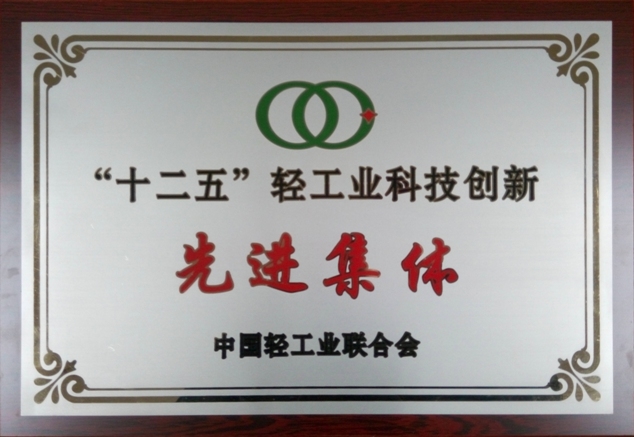 “十二五”轻工业科技创新
先进集体
中国轻工业联合会